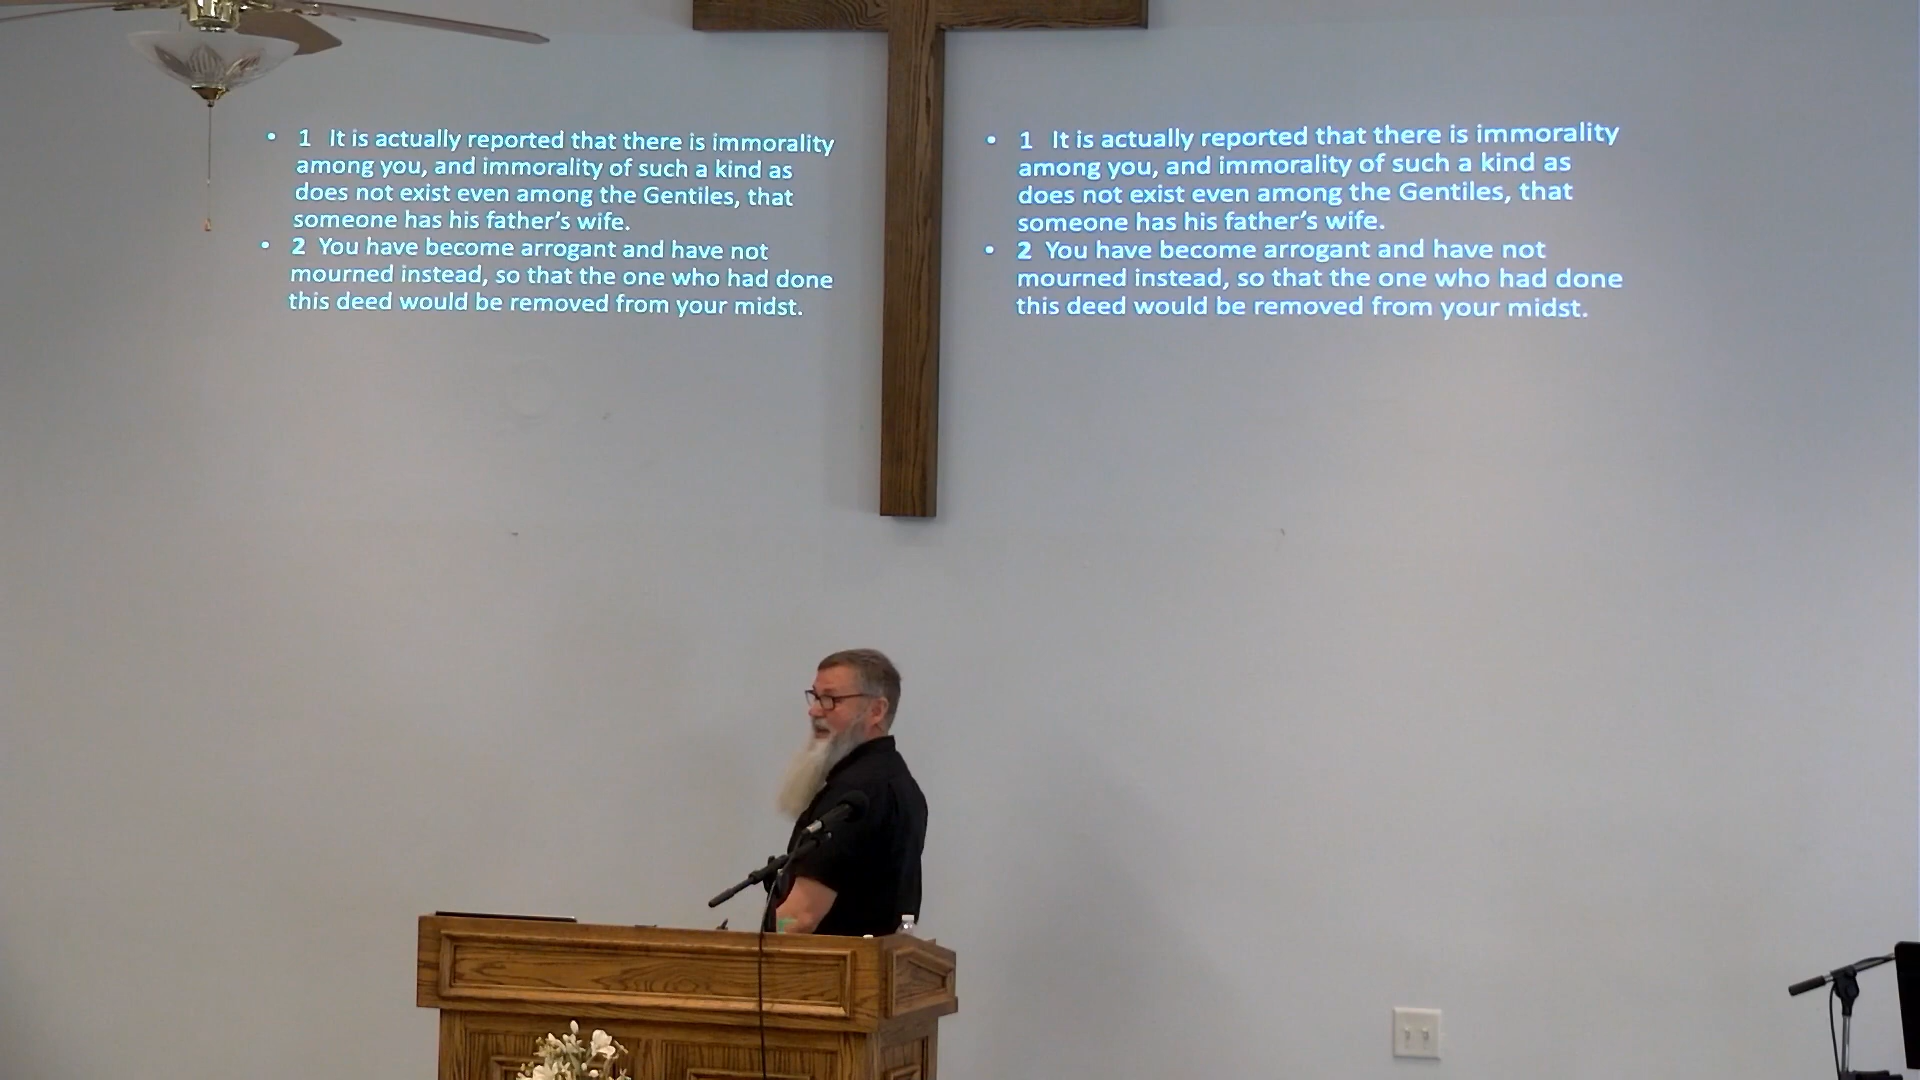 • 1 It is actually reported that there is immorality
among you, and immorality of such a kind as
does not exist even among the Gentiles, that
someone has his father’s wife.
• 2 You have become arrogant and have not
mourned instead, so that the one who had done
this deed would be removed from your midst.
• 1 It is actually reported that there is immorality
among you, and immorality of such a kind as
does not exist even among the Gentiles, that
someone has his father’s wife.
• 2 You have become arrogant and have not
mourned instead, so that the one who had done
this deed would be removed from your midst.